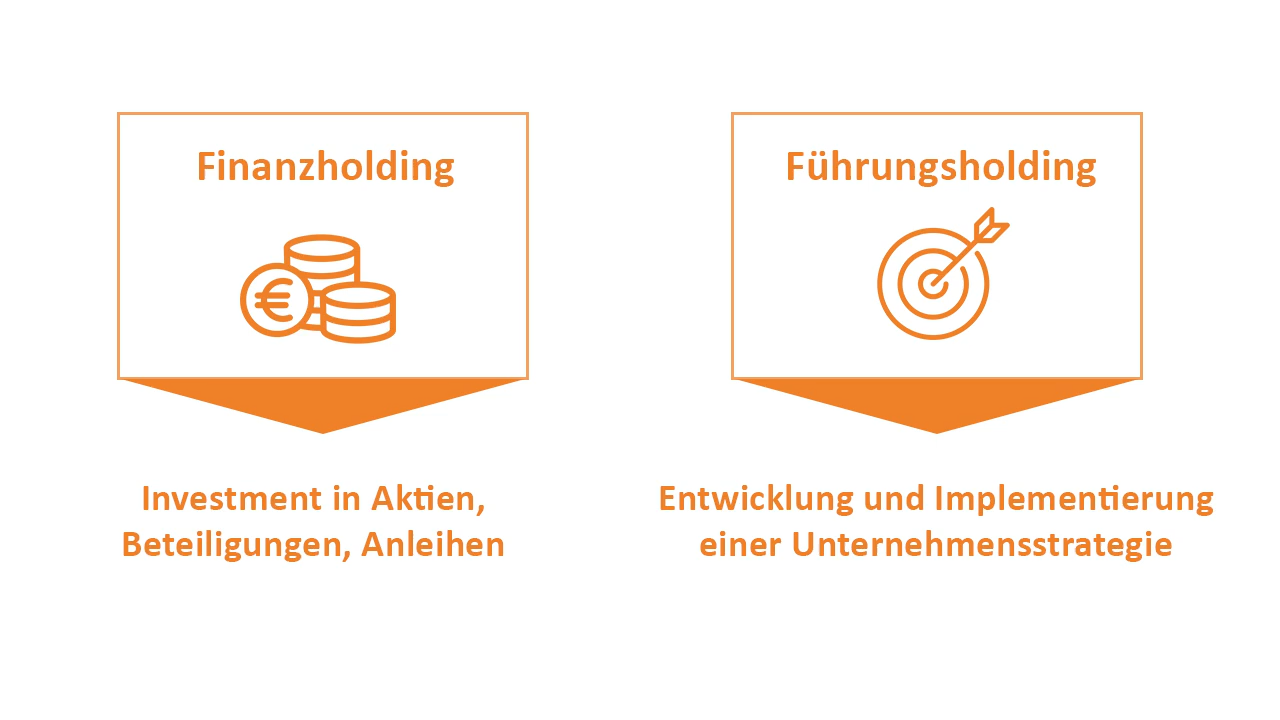 Finanzholding
Führungsholding
€
Investment in Aktien,
Beteiligungen, Anleihen
Entwicklung und Implementierung
einer Unternehmensstrategie